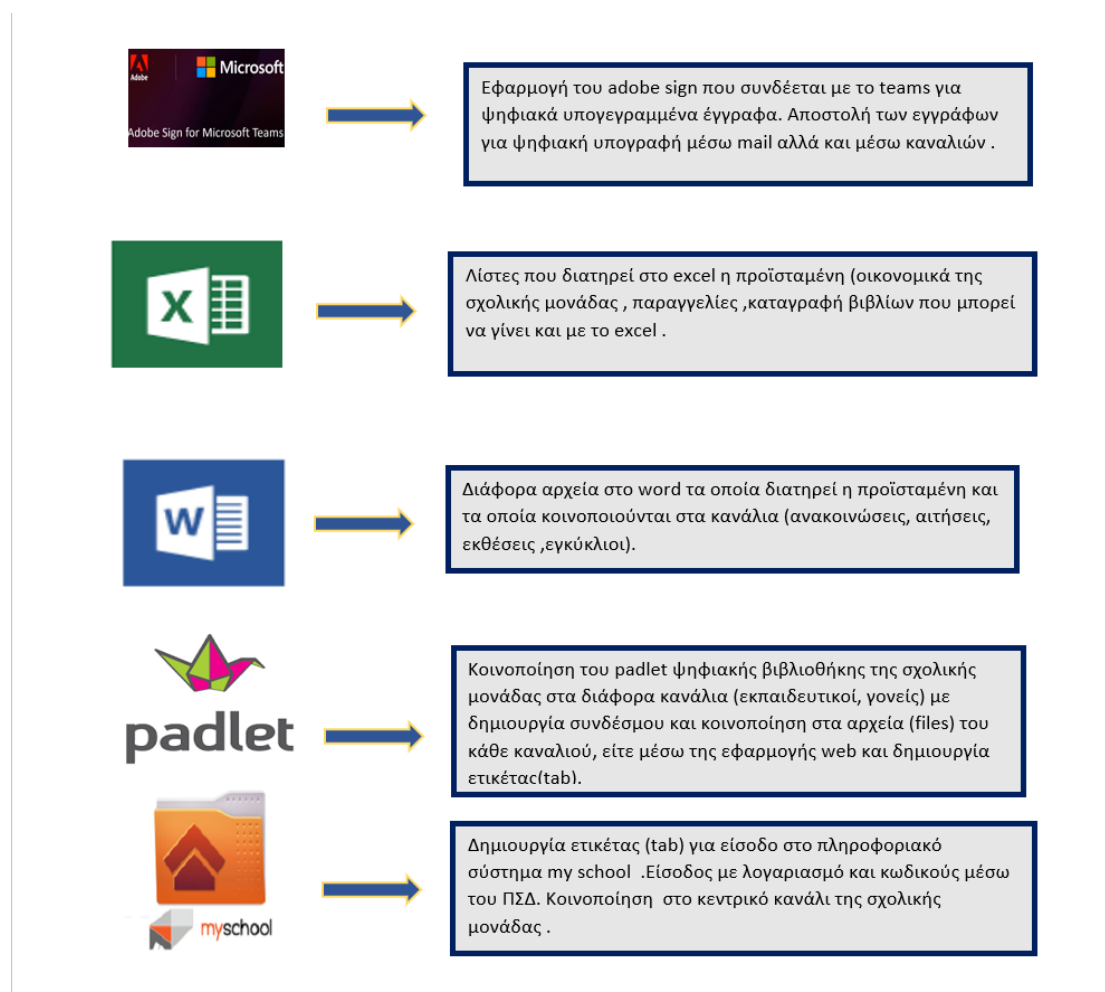 Adobe
Microsoft
Adobe Sign for Microsoft Teams
Εφαρμογή του adobe sign που συνδέεται με το teams για
ψηφιακά υπογεγραμμένα έγγραφα. Αποστολή των εγγράφων
για ψηφιακή υπογραφή μέσω mail αλλά και μέσω καναλιών .
X
Λίστες που διατηρεί στο excel η προϊσταμένη (οικονομικά της
σχολικής μονάδας , παραγγελίες ,καταγραφή βιβλίων που μπορεί
να γίνει και με το excel .
W
Διάφορα αρχεία στο word τα οποία διατηρεί η προϊσταμένη και
τα οποία κοινοποιούνται στα κανάλια (ανακοινώσεις, αιτήσεις,
εκθέσεις ,εγκύκλιοι).
padlet
Κοινοποίηση του padlet ψηφιακής βιβλιοθήκης της σχολικής
μονάδας στα διάφορα κανάλια (εκπαιδευτικοί, γονείς) με
δημιουργία συνδέσμου και κοινοποίηση στα αρχεία (files) του
κάθε καναλιού, είτε μέσω της εφαρμογής web και δημιουργία
ετικέτας(tab).
myschool
Δημιουργία ετικέτας (tab) για είσοδο στο πληροφοριακό
σύστημα my school .Είσοδος με λογαριασμό και κωδικούς μέσω
του ΠΣΔ. Κοινοποίηση στο κεντρικό κανάλι της σχολικής
μονάδας .